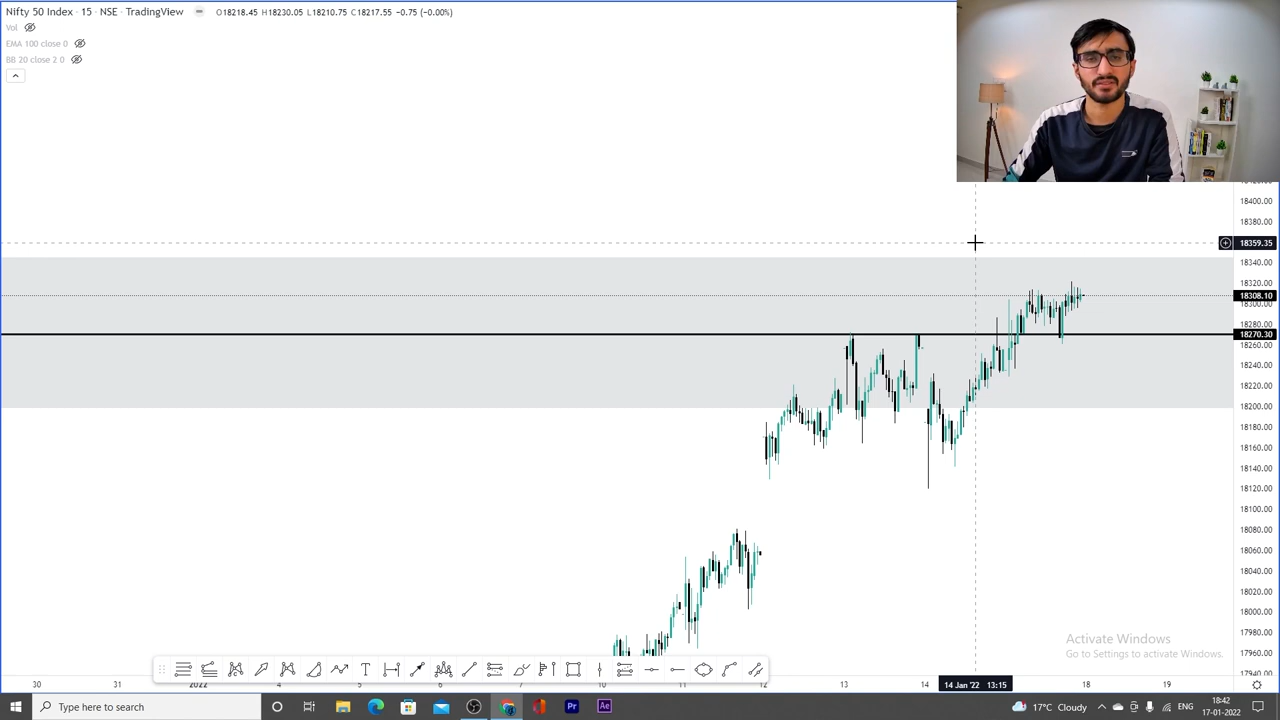 Nifty 50 Index · 15 · NSE · TradingView O18218.45 H18230.05 L18210.75 C18217.55 −0.75 (−0.00%)
Vol
EMA 100 close 0
BB 20 close 2 0
18400.00
18380.00
18359.35
18340.00
18320.00
18308.10
18300.00
18280.00
18270.30
18260.00
18240.00
18220.00
18200.00
18180.00
18160.00
18140.00
18120.00
18100.00
18080.00
18060.00
18040.00
18020.00
18000.00
17980.00
17960.00
17940.00
Activate Windows
Go to Settings to activate Windows.
30 31 2022 4 5 6 7 10 11 12 13 14 14 Jan '22 13:15 18 19
Type here to search
Pr
Ae
17°C Cloudy
ENG
18:42
17-01-2022